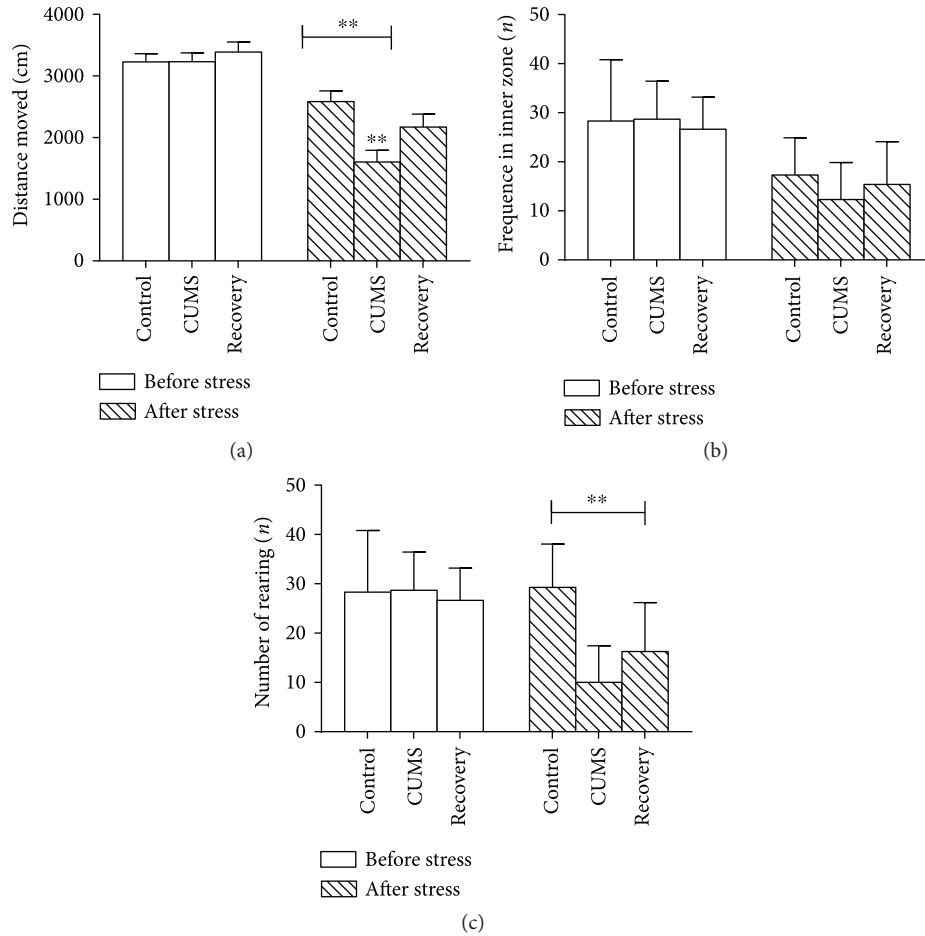 4000
3000
2000
1000
0
Distance moved (cm)
**
**
Control
CUMS
Recovery
Control
CUMS
Recovery
Before stress
After stress
(a)
50
40
30
20
10
0
Frequence in inner zone (n)
Control
CUMS
Recovery
Control
CUMS
Recovery
Before stress
After stress
(b)
50
40
30
20
10
0
Number of rearing (n)
**
Control
CUMS
Recovery
Control
CUMS
Recovery
Before stress
After stress
(c)